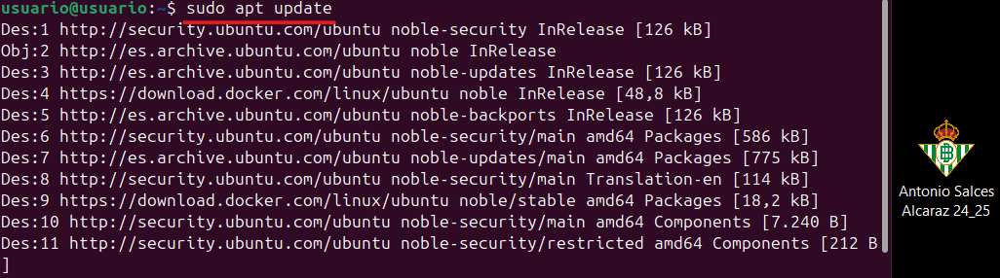 usuario@usuario:~$ sudo apt update
Des:1 http://security.ubuntu.com/ubuntu noble-security InRelease [126 kB]
Obj:2 http://es.archive.ubuntu.com/ubuntu noble InRelease
Des:3 http://es.archive.ubuntu.com/ubuntu noble-updates InRelease [126 kB]
Des:4 https://download.docker.com/linux/ubuntu noble InRelease [48,8 kB]
Des:5 http://es.archive.ubuntu.com/ubuntu noble-backports InRelease [126 kB]
Des:6 http://security.ubuntu.com/ubuntu noble-security/main amd64 Packages [586 kB]
Des:7 http://es.archive.ubuntu.com/ubuntu noble-updates/main amd64 Packages [775 kB]
Des:8 http://security.ubuntu.com/ubuntu noble-security/main Translation-en [114 kB]
Des:9 https://download.docker.com/linux/ubuntu noble/stable amd64 Packages [18,2 kB]
Des:10 http://security.ubuntu.com/ubuntu noble-security/main amd64 Components [7.240 B]
Des:11 http://security.ubuntu.com/ubuntu noble-security/restricted amd64 Components [212 B
]
Antonio Salces
Alcaraz 24_25